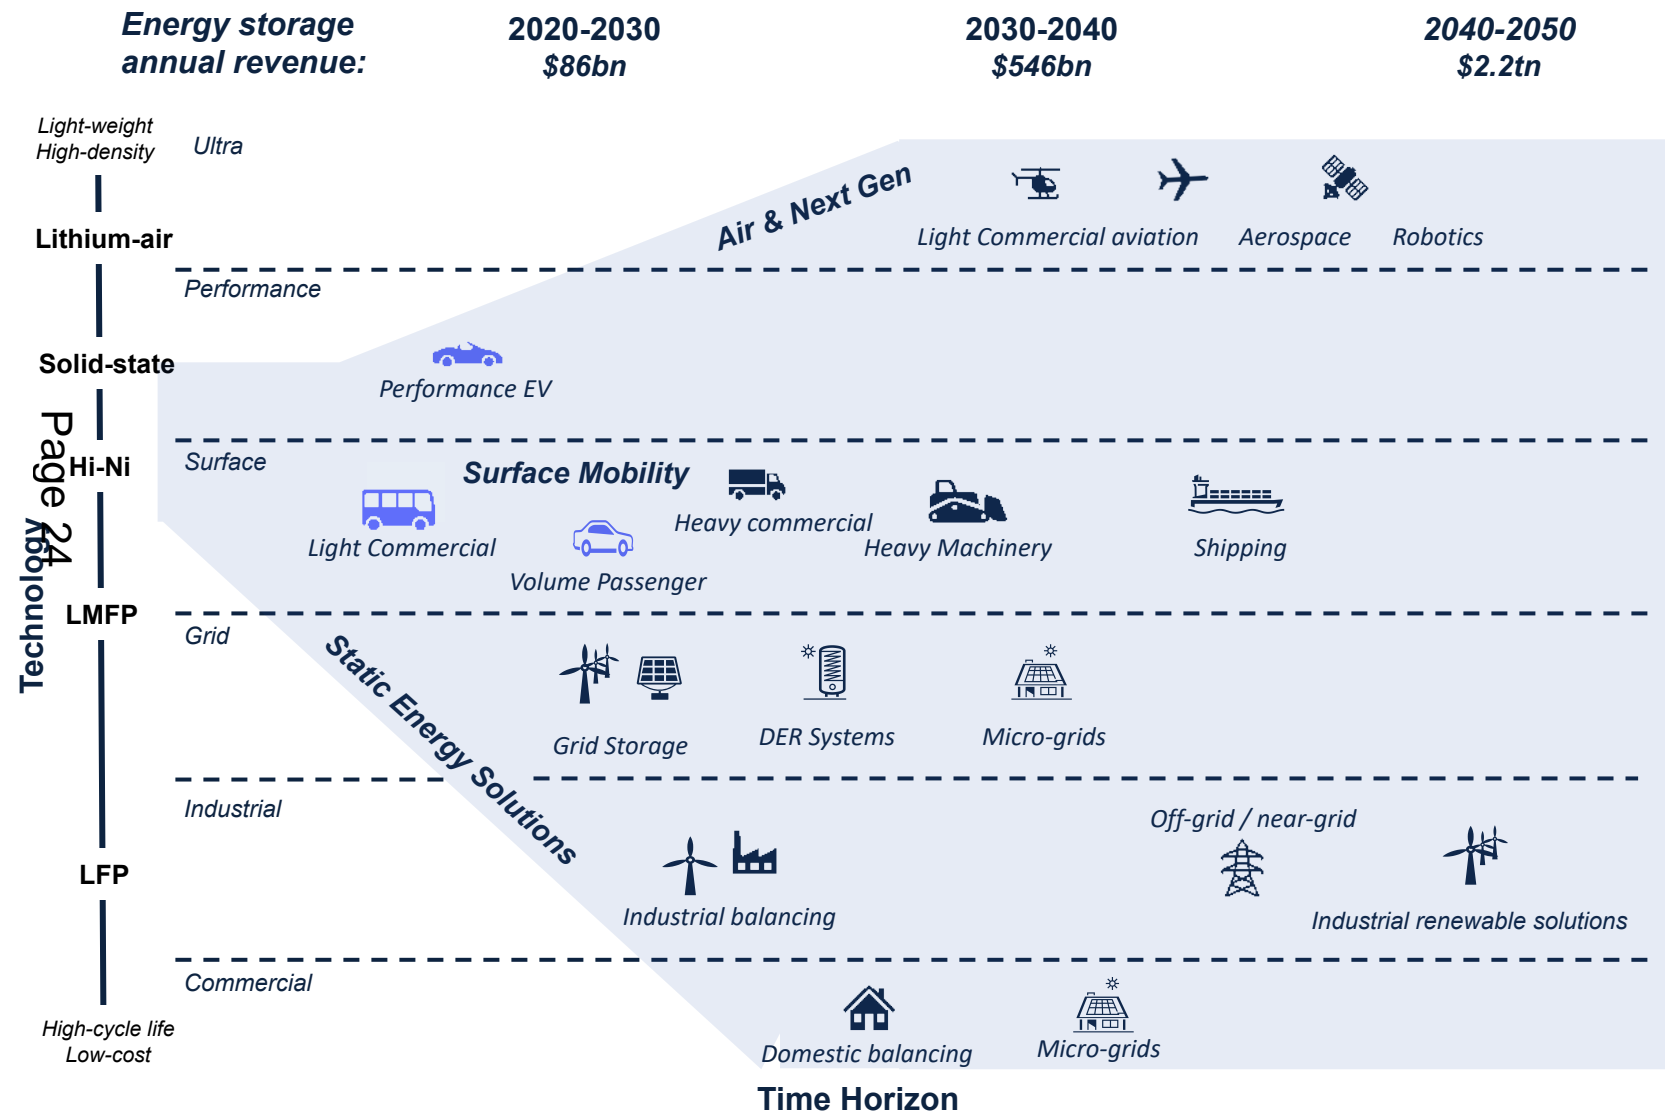 Energy storage
annual revenue:
2020-2030
$86bn
2030-2040
$546bn
2040-2050
$2.2tn
Light-weight
High-density
Ultra
Air & Next Gen
Lithium-air
Light Commercial aviation
Aerospace
Robotics
Performance
Solid-state
Performance EV
Page 24
Technology
Hi-Ni
Surface
Surface Mobility
Heavy commercial
Light Commercial
Heavy Machinery
Shipping
Volume Passenger
LMFP
Grid
Static Energy Solutions
Grid Storage
DER Systems
Micro-grids
Industrial
Off-grid / near-grid
LFP
Industrial balancing
Industrial renewable solutions
Commercial
High-cycle life
Low-cost
Domestic balancing
Micro-grids
Time Horizon